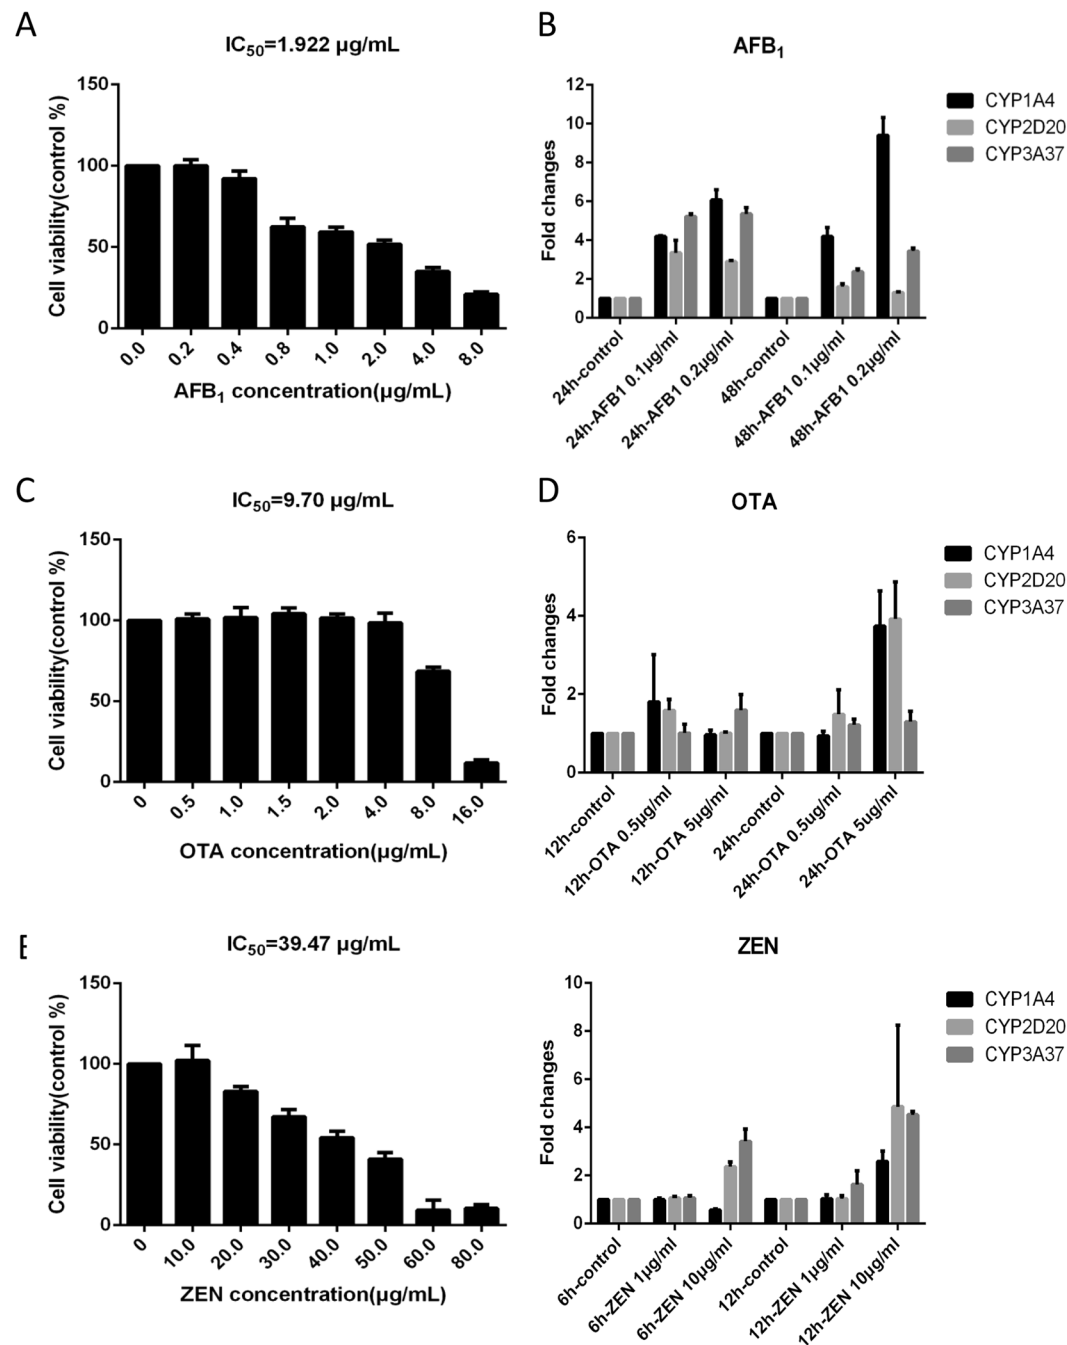 A
IC50=1.922 µg/mL
Cell viability(control %)
150
100
50
0
0.0 0.2 0.4 0.8 1.0 2.0 4.0 8.0
AFB1 concentration(µg/mL)
B
AFB1
Fold changes
12
10
8
6
4
2
0
24h-control
24h-AFB1 0.1µg/ml
24h-AFB1 0.2µg/ml
48h-control
48h-AFB1 0.1µg/ml
48h-AFB1 0.2µg/ml
CYP1A4
CYP2D20
CYP3A37
C
IC50=9.70 µg/mL
Cell viability(control %)
150
100
50
0
0 0.5 1.0 1.5 2.0 4.0 8.0 16.0
OTA concentration(µg/mL)
D
OTA
Fold changes
6
4
2
0
12h-control
12h-OTA 0.5µg/ml
12h-OTA 5µg/ml
24h-control
24h-OTA 0.5ug/ml
24h-OTA 5ug/ml
CYP1A4
CYP2D20
CYP3A37
E
IC50=39.47 µg/mL
Cell viability(control %)
150
100
50
0
0 10.0 20.0 30.0 40.0 50.0 60.0 80.0
ZEN concentration(µg/mL)
ZEN
Fold changes
10
8
6
4
2
0
6h-control
6h-ZEN 1µg/ml
6h-ZEN 10µg/ml
12h-control
12h-ZEN 1µg/ml
12h-ZEN 10µg/ml
CYP1A4
CYP2D20
CYP3A37